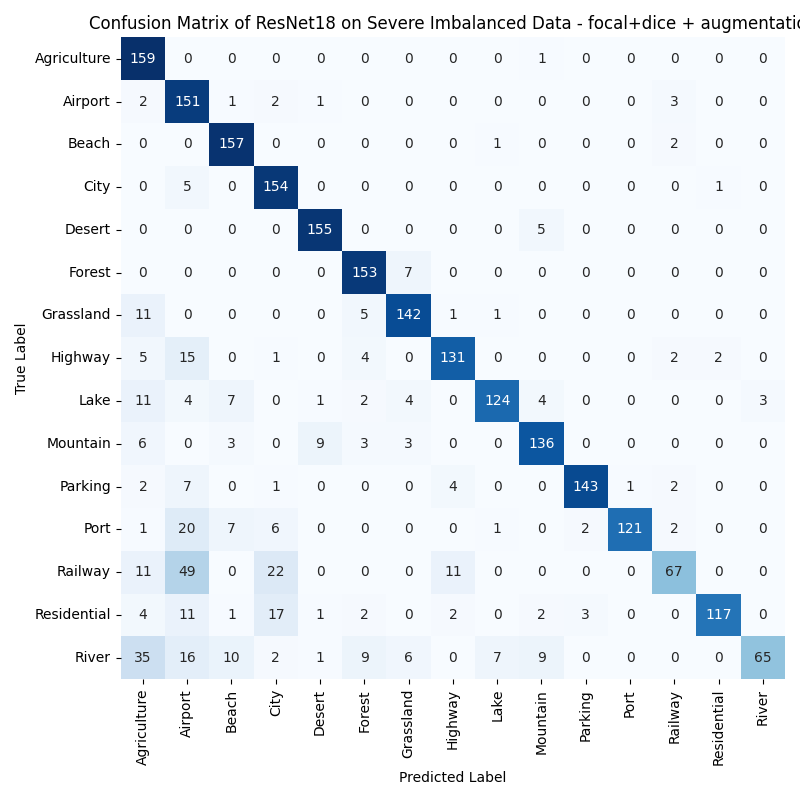 Confusion Matrix of ResNet18 on Severe Imbalanced Data - focal+dice + augmentatio
Agriculture 159 0 0 0 0 0 0 0 0 1 0 0 0 0 0
Airport 2 151 1 2 1 0 0 0 0 0 0 0 3 0 0
Beach 0 0 157 0 0 0 0 0 1 0 0 0 2 0 0
City 0 5 0 154 0 0 0 0 0 0 0 0 0 1 0
Desert 0 0 0 0 155 0 0 0 0 5 0 0 0 0 0
Forest 0 0 0 0 0 153 7 0 0 0 0 0 0 0 0
Grassland 11 0 0 0 0 5 142 1 1 0 0 0 0 0 0
Highway 5 15 0 1 0 4 0 131 0 0 0 0 2 2 0
Lake 11 4 7 0 1 2 4 0 124 4 0 0 0 0 3
Mountain 6 0 3 0 9 3 3 0 0 136 0 0 0 0 0
Parking 2 7 0 1 0 0 0 4 0 0 143 1 2 0 0
Port 1 20 7 6 0 0 0 0 1 0 2 121 2 0 0
Railway 11 49 0 22 0 0 0 11 0 0 0 0 67 0 0
Residential 4 11 1 17 1 2 0 2 0 2 3 0 0 117 0
River 35 16 10 2 1 9 6 0 7 9 0 0 0 0 65
True Label
Agriculture Airport Beach City Desert Forest Grassland Highway Lake Mountain Parking Port Railway Residential River
Predicted Label